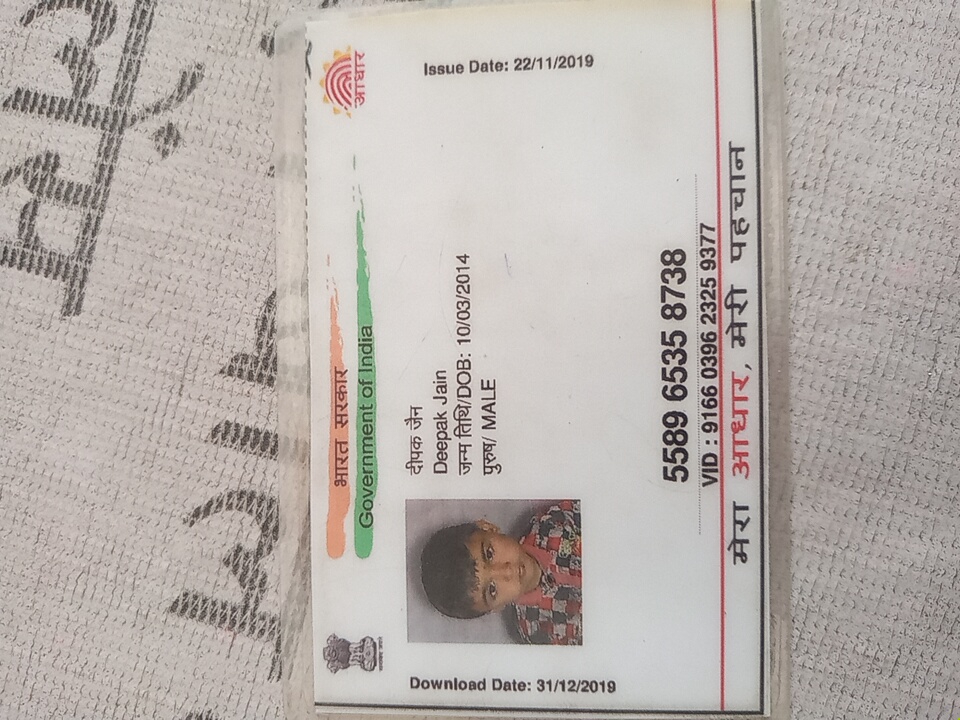 आधार
भारत सरकार
Government of India
Issue Date: 22/11/2019
Download Date: 31/12/2019
दीपक जैन
Deepak Jain
जन्म तिथि/DOB: 10/03/2014
पुरुष/ MALE
5589 6535 8738
VID : 9166 0396 2325 9377
मेरा आधार, मेरी पहचान